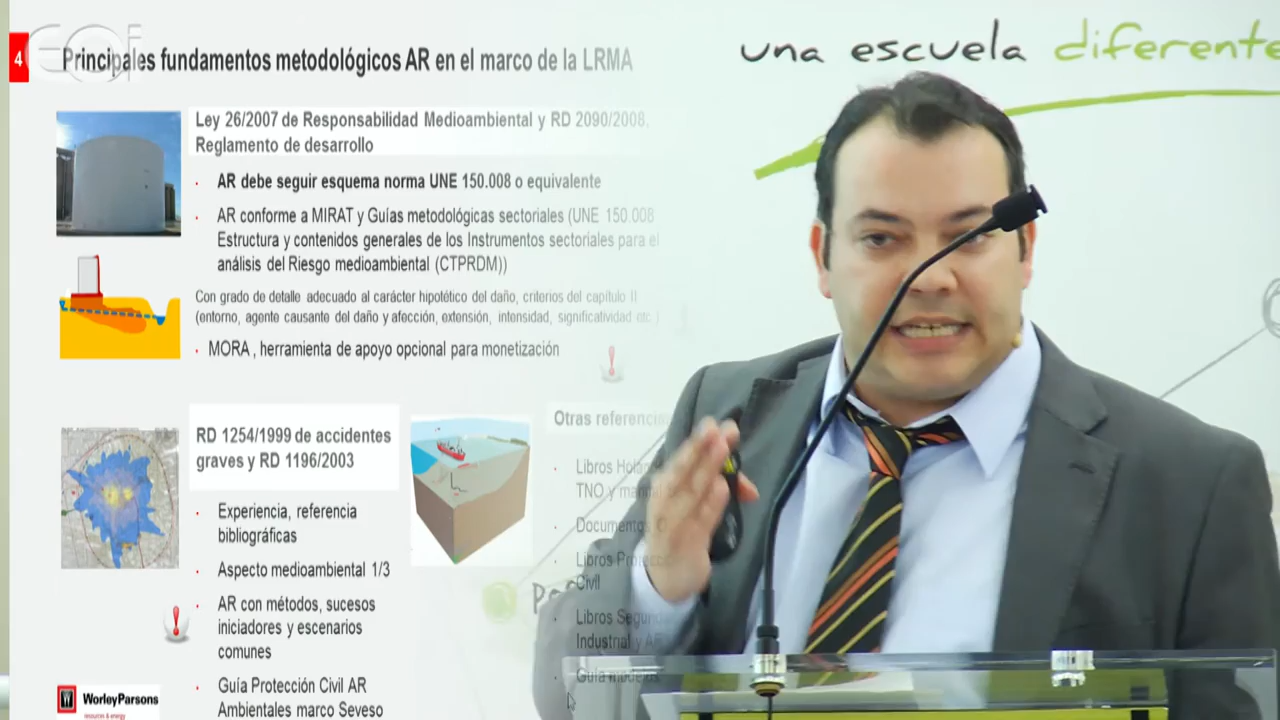 EOi
4
Principales fundamentos metodológicos AR en el marco de la LRMA
una escuela diferente
Ley 26/2007 de Responsabilidad Medioambiental y RD 2090/2008,
Reglamento de desarrollo
AR debe seguir esquema norma UNE 150.008 o equivalente
AR conforme a MIRAT y Guías metodológicas sectoriales (UNE 150.008
Estructura y contenidos generales de los Instrumentos sectoriales para el
análisis del Riesgo medioambiental (CTPRDM))
Con grado de detalle adecuado al carácter hipotético del daño, criterios del capítulo II
(entorno, agente causante del daño y afección, extensión, intensidad, significatividad etc.)
MORA , herramienta de apoyo opcional para monetización
RD 1254/1999 de accidentes
graves y RD 1196/2003
Experiencia, referencia
bibliográficas
Aspecto medioambiental 1/3
AR con métodos, sucesos
iniciadores y escenarios
comunes
Guía Protección Civil AR
Ambientales marco Seveso
Otras
Libros
TNO y
Documentos
Libros
Civil
Libros
Industrial y AR
Guía
WorleyParsons
resources & energy